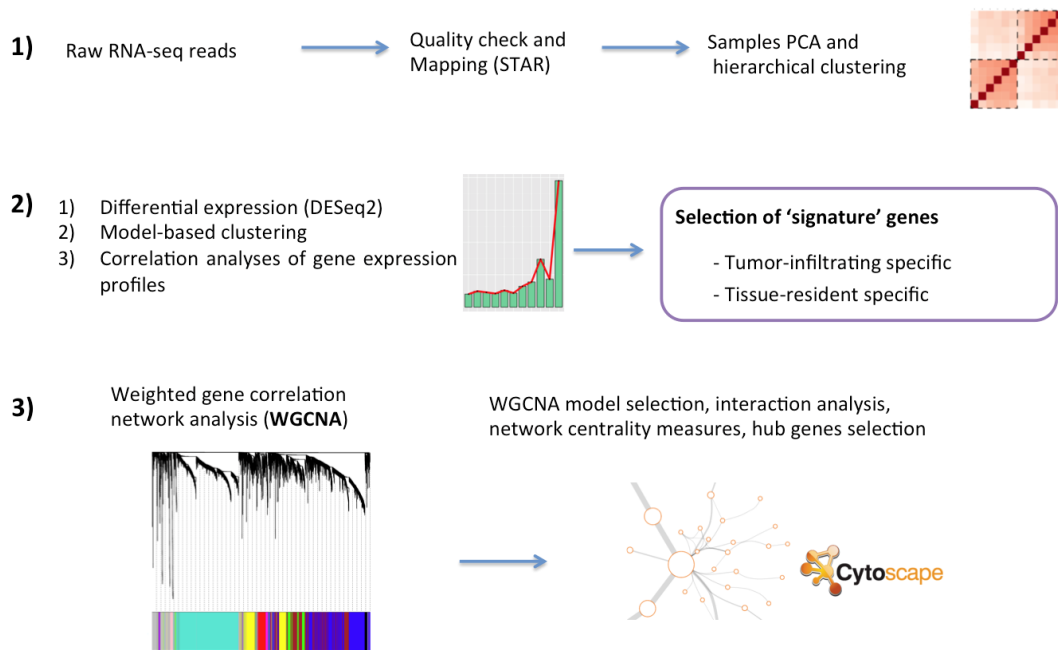 1)
Raw RNA-seq reads
Quality check and
Mapping (STAR)
Samples PCA and
hierarchical clustering
2)
1) Differential expression (DESeq2)
2) Model-based clustering
3) Correlation analyses of gene expression
profiles
Selection of ‘signature’ genes
- Tumor-infiltrating specific
- Tissue-resident specific
3)
Weighted gene correlation
network analysis (WGCNA)
WGCNA model selection, interaction analysis,
network centrality measures, hub genes selection
Cytoscape